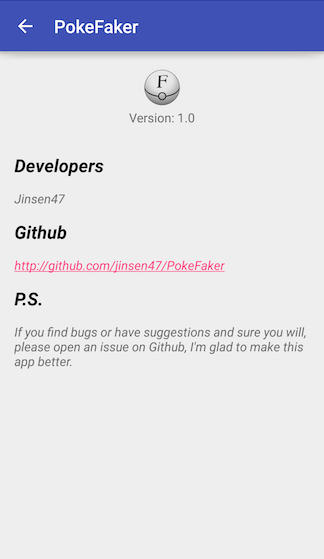 PokeFaker
F
Version: 1.0
Developers
Jinsen47
Github
http://github.com/jinsen47/PokeFaker
P.S.
If you find bugs or have suggestions and sure you will,
please open an issue on Github, I'm glad to make this
app better.